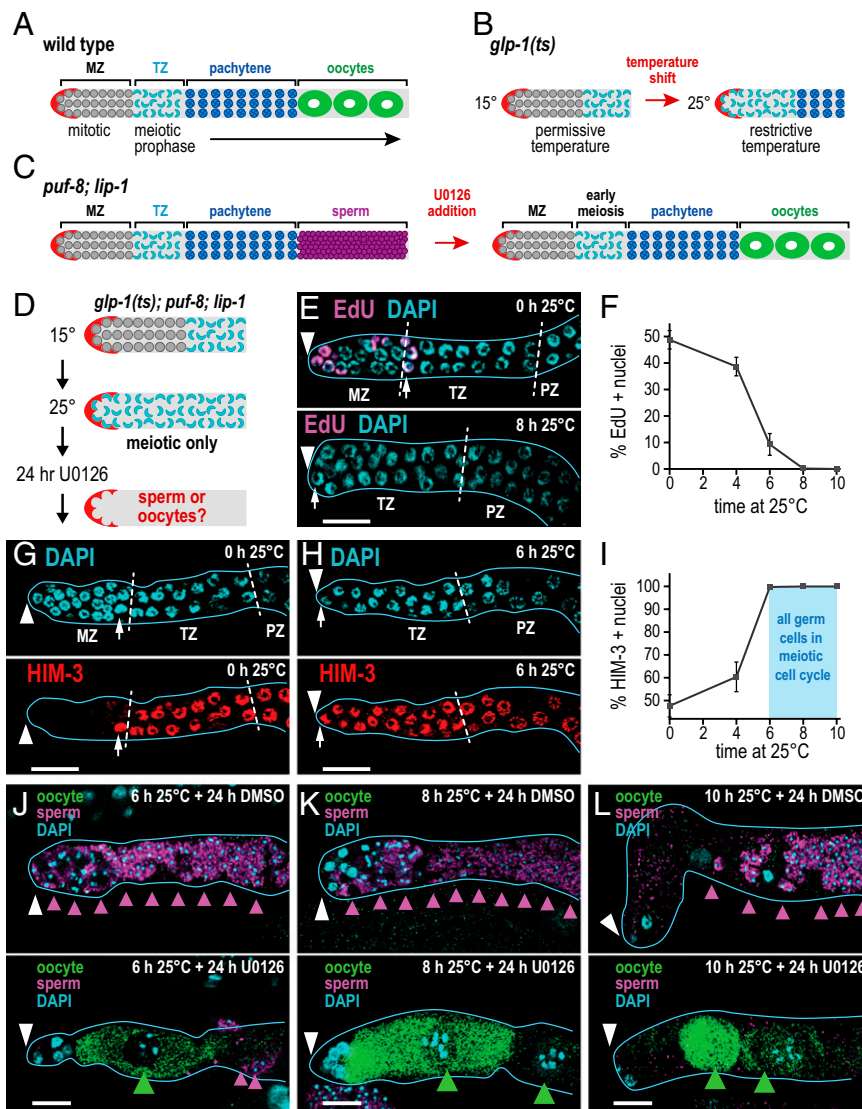 A
wild type
MZ TZ pachytene oocytes
mitotic meiotic prophase
B
glp-1(ts)
temperature shift
15° 25°
permissive temperature
restrictive temperature
C
puf-8; lip-1
MZ TZ pachytene sperm
U0126 addition
MZ early meiosis pachytene oocytes
D
glp-1(ts); puf-8; lip-1
15°
25°
meiotic only
24 hr U0126
sperm or oocytes?
E EdU DAPI 0 h 25°C
MZ TZ PZ
EdU DAPI 8 h 25°C
TZ PZ
F
% EdU + nuclei
50
40
30
20
10
0
0 2 4 6 8 10
time at 25°C
G DAPI 0 h 25°C
MZ TZ PZ
HIM-3 0 h 25°C
H DAPI 6 h 25°C
TZ PZ
HIM-3 6 h 25°C
I
% HIM-3 + nuclei
100
90
80
70
60
50
all germ cells in meiotic cell cycle
0 2 4 6 8 10
time at 25°C
J oocyte 6 h 25°C + 24 h DMSO
sperm
DAPI
oocyte 6 h 25°C + 24 h U0126
sperm
DAPI
K oocyte 8 h 25°C + 24 h DMSO
sperm
DAPI
oocyte 8 h 25°C + 24 h U0126
sperm
DAPI
L oocyte 10 h 25°C + 24 h DMSO
sperm
DAPI
oocyte 10 h 25°C + 24 h U0126
sperm
DAPI